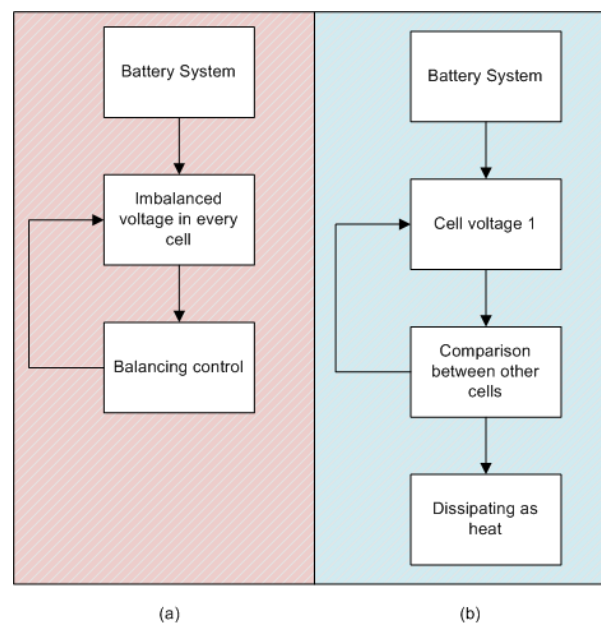 Battery System
Imbalanced
voltage in every
cell
Balancing control
Battery System
Cell voltage 1
Comparison
between other
cells
Dissipating as
heat
(a)
(b)